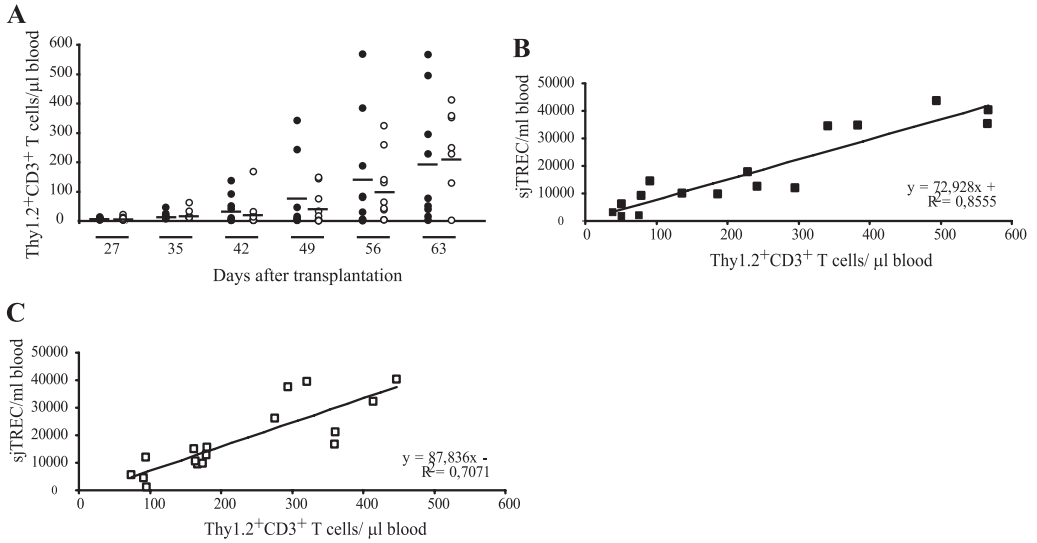 A
Thy1.2+CD3+ T cells/µl blood
600
500
400
300
200
100
0
27 35 42 49 56 63
Days after transplantation
B
sjTREC/ml blood
50000
40000
30000
20000
10000
0
y = 72,928x +
R2= 0,8555
0 100 200 300 400 500 600
Thy1.2+CD3+ T cells/ µl blood
C
sjTREC/ml blood
50000
40000
30000
20000
10000
0
y = 87,836x -
R2= 0,7071
0 100 200 300 400 500 600
Thy1.2+CD3+ T cells/ µl blood